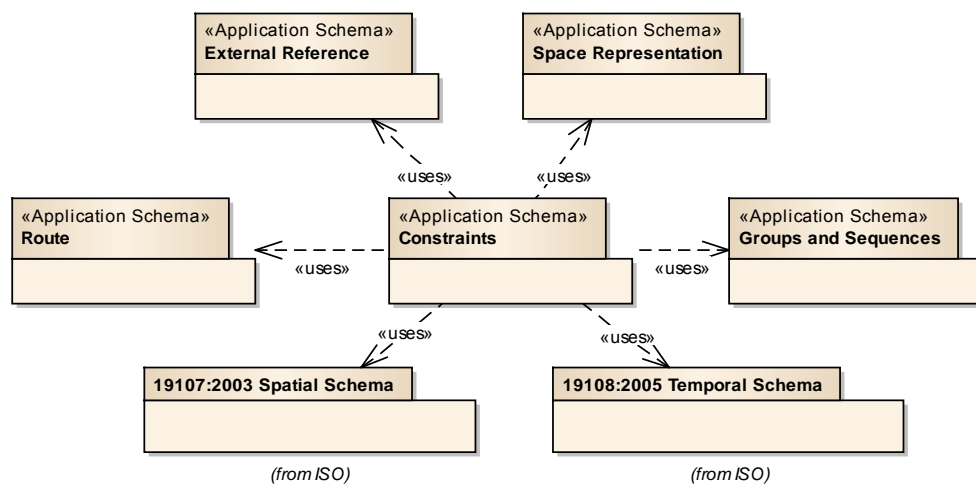 «Application Schema»
External Reference
«Application Schema»
Space Representation
«uses»
«uses»
«Application Schema»
Route
«Application Schema»
Constraints
«Application Schema»
Groups and Sequences
«uses»
«uses»
«uses»
«uses»
19107:2003 Spatial Schema
19108:2005 Temporal Schema
(from ISO)
(from ISO)